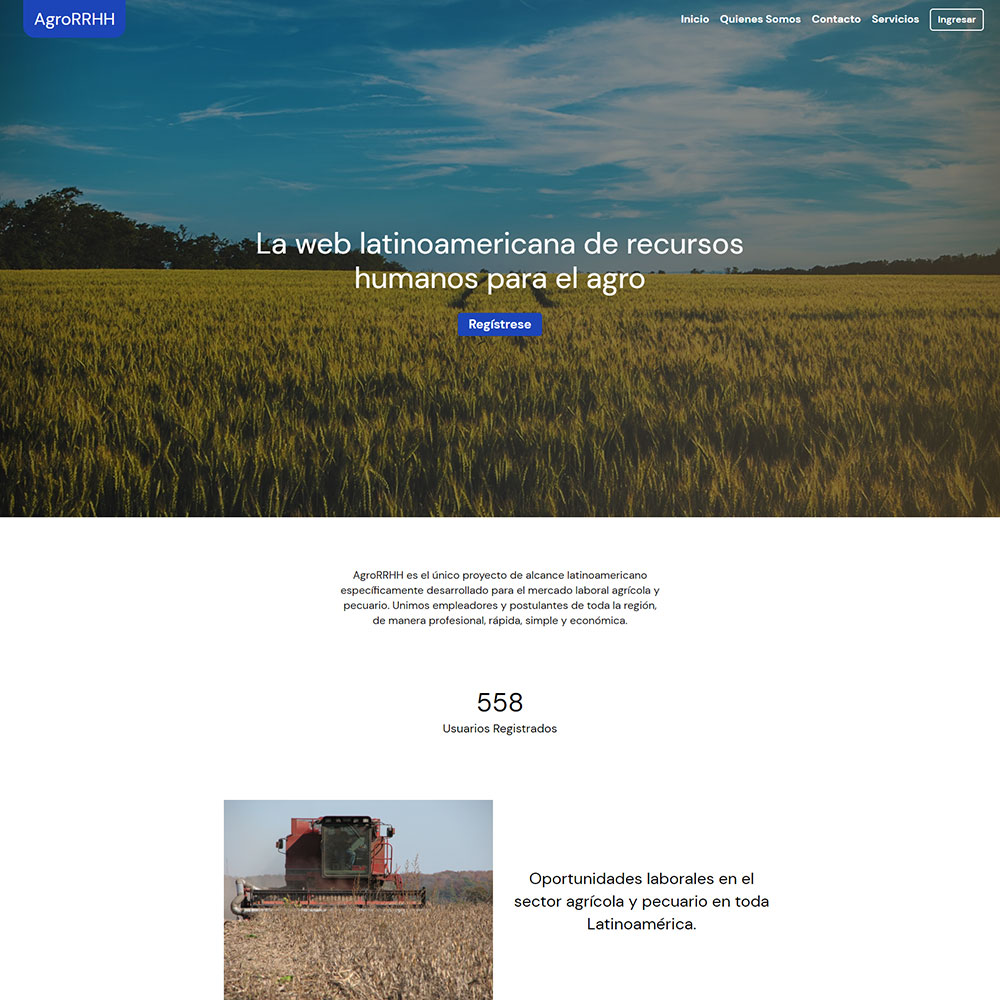 AgroRRHH
Inicio Quienes Somos Contacto Servicios Ingresar
La web latinoamericana de recursos
humanos para el agro
Regístrese
AgroRRHH es el único proyecto de alcance latinoamericano
específicamente desarrollado para el mercado laboral agrícola y
pecuario. Unimos empleadores y postulantes de toda la región,
de manera profesional, rápida, simple y económica.
558
Usuarios Registrados
Oportunidades laborales en el
sector agrícola y pecuario en toda
Latinoamérica.